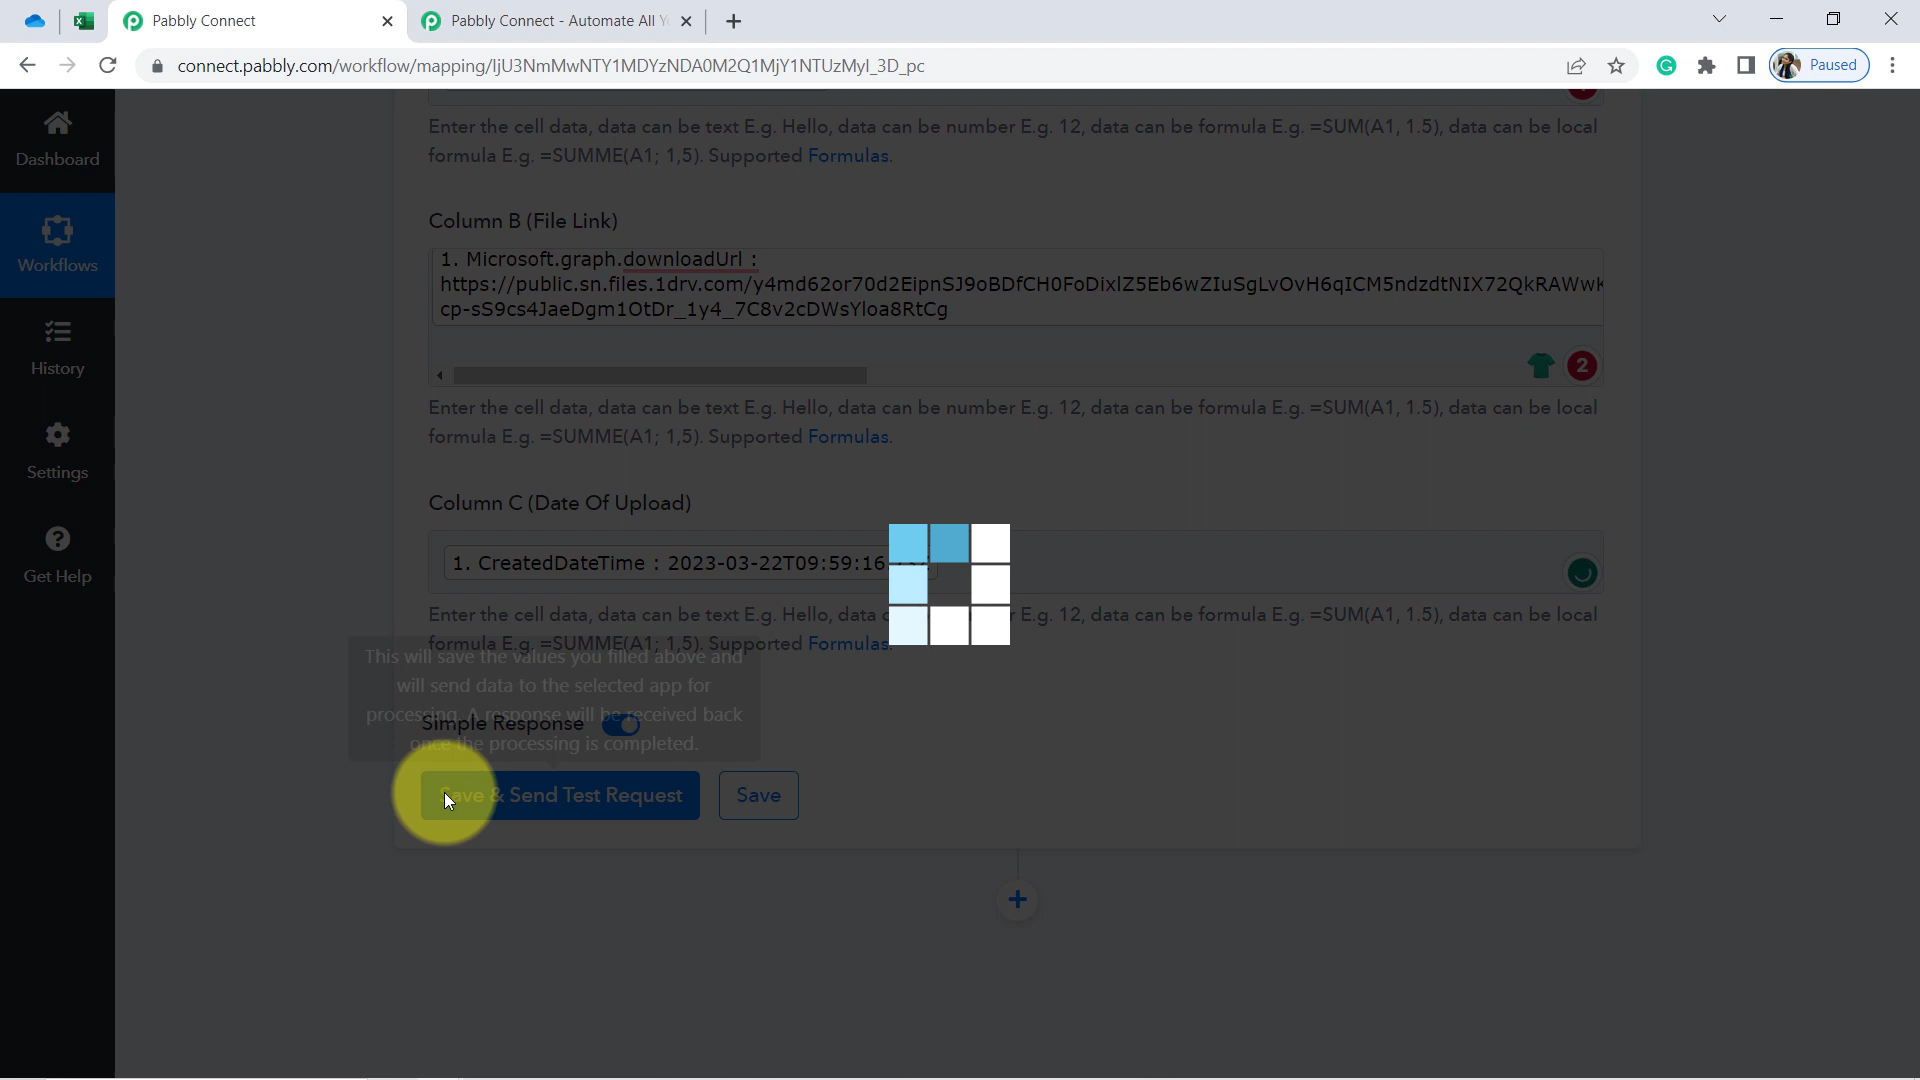 Pabbly Connect
Pabbly Connect - Automate All Y
connect.pabbly.com/workflow/mapping/IjU3NmMwNTY1MDYzNDA0M2Q1MjY1NTUzMyI_3D_pc
Paused
Dashboard
Workflows
History
Settings
Get Help
Enter the cell data, data can be text E.g. Hello, data can be number E.g. 12, data can be formula E.g. =SUM(A1, 1.5), data can be local
formula E.g. =SUMME(A1; 1,5). Supported Formulas.
Column B (File Link)
1. Microsoft.graph.downloadUrl :
https://public.sn.files.1drv.com/y4md62or70d2EipnSJ9oBDfCH0FoDixlZ5Eb6wZIuSgLvOvH6qICM5ndzdtNIX72QkRAWwK
cp-sS9cs4JaeDgm1OtDr_1y4_7C8v2cDWsYloa8RtCg
2
Enter the cell data, data can be text E.g. Hello, data can be number E.g. 12, data can be formula E.g. =SUM(A1, 1.5), data can be local
formula E.g. =SUMME(A1; 1,5). Supported Formulas.
Column C (Date Of Upload)
1. CreatedDateTime : 2023-03-22T09:59:16
Enter the cell data, data can be text E.g. Hello, data E.g. 12, data can be formula E.g. =SUM(A1, 1.5), data can be local
formula E.g. =SUMME(A1; 1,5). Supported Formulas.
This will save the values you filled above and
will send data to the selected app for
processing. A response will be received back
once the processing is completed.
Simple Response
Save & Send Test Request
Save